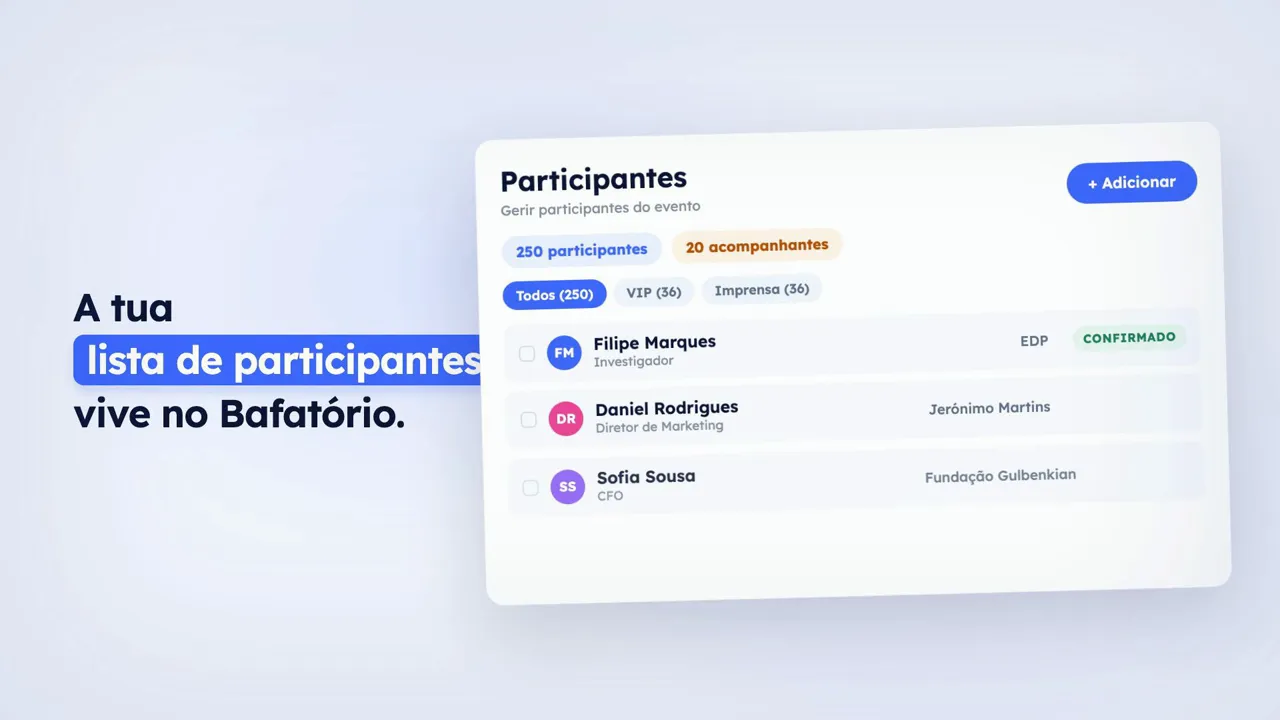 A tua
lista de participantes
vive no Bafatório.
Participantes
Gerir participantes do evento
+ Adicionar
250 participantes
20 acompanhantes
Todos (250)
VIP (36)
Imprensa (36)
FM
Filipe Marques
Investigador
EDP
CONFIRMADO
DR
Daniel Rodrigues
Diretor de Marketing
Jerónimo Martins
SS
Sofia Sousa
CFO
Fundação Gulbenkian